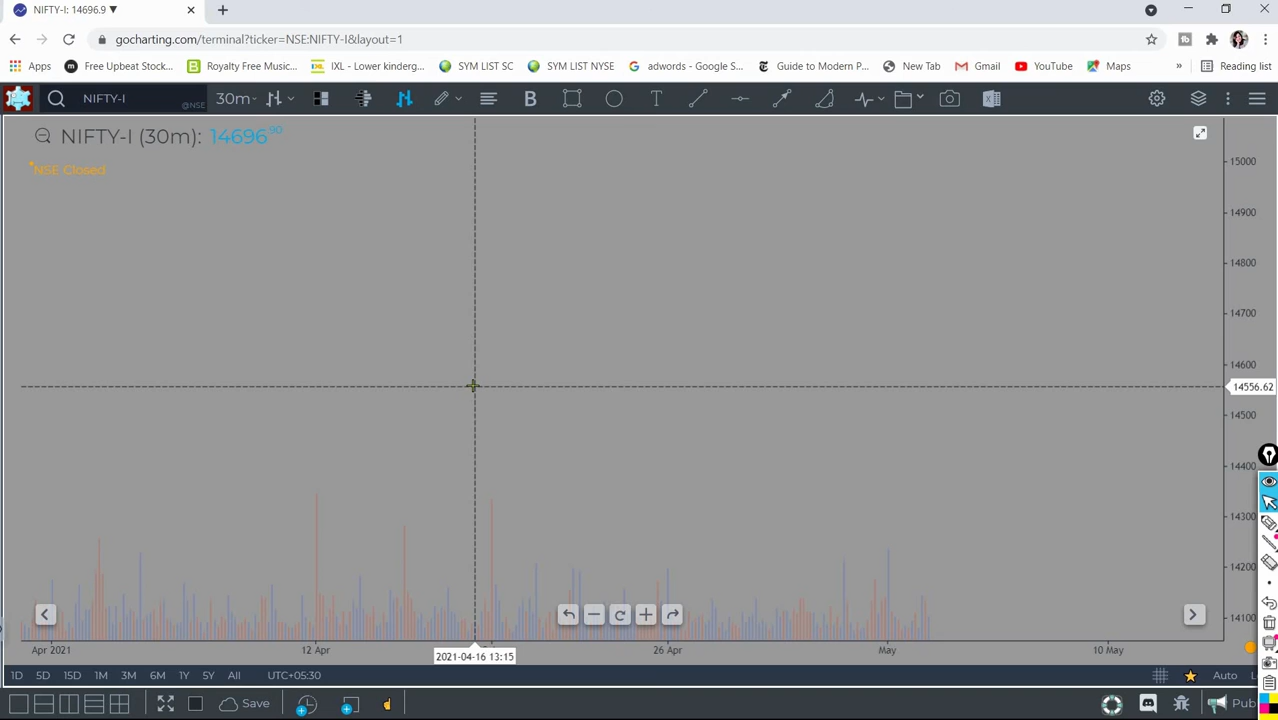 NIFTY-I: 14696.9 ▼
gocharting.com/terminal?ticker=NSE:NIFTY-I&layout=1
Apps Free Upbeat Stock... Royalty Free Music... IXL - Lower kinderg... SYM LIST SC SYM LIST NYSE adwords - Google S... Guide to Modern P... New Tab Gmail YouTube Maps » Reading list
NIFTY-I @NSE 30m B T
NIFTY-I (30m): 14696 90
NSE Closed
15000
14900
14800
14700
14600
14556.62
14500
14400
14300
14200
14100
Apr 2021 12 Apr 26 Apr May 10 May
2021-04-16 13:15
1D 5D 15D 1M 3M 6M 1Y 5Y All UTC+05:30 Auto
Save Pub